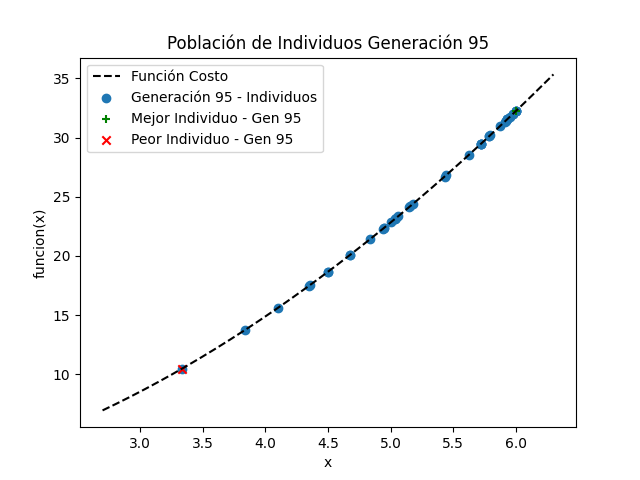 Población de Individuos Generación 95
Función Costo
Generación 95 - Individuos
Mejor Individuo - Gen 95
Peor Individuo - Gen 95
funcion(x)
35
30
25
20
15
10
3.0 3.5 4.0 4.5 5.0 5.5 6.0
x